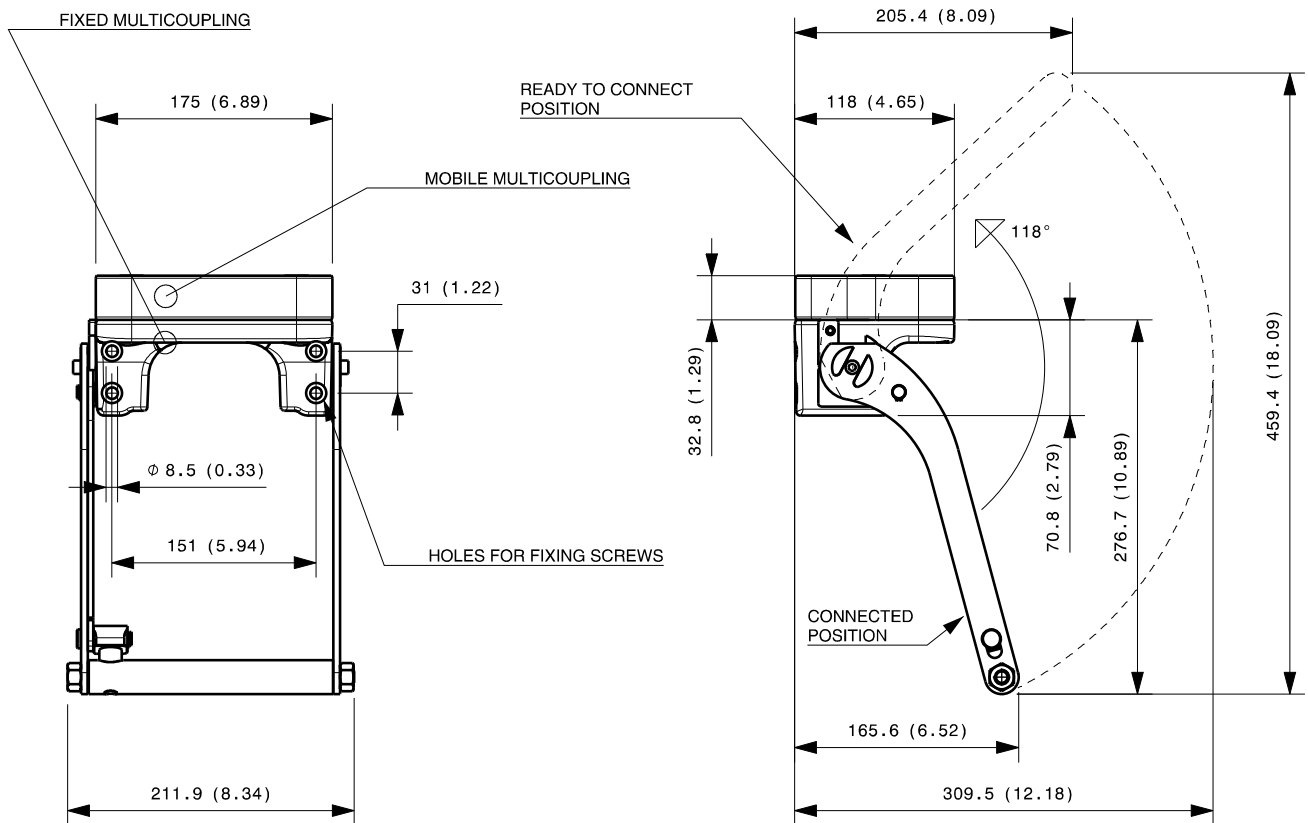 FIXED MULTICOUPLING
175 (6.89)
MOBILE MULTICOUPLING
31 (1.22)
Φ 8.5 (0.33)
151 (5.94)
HOLES FOR FIXING SCREWS
211.9 (8.34)
205.4 (8.09)
READY TO CONNECT
POSITION
118 (4.65)
118°
32.8 (1.29)
70.8 (2.79)
276.7 (10.89)
459.4 (18.09)
CONNECTED
POSITION
165.6 (6.52)
309.5 (12.18)